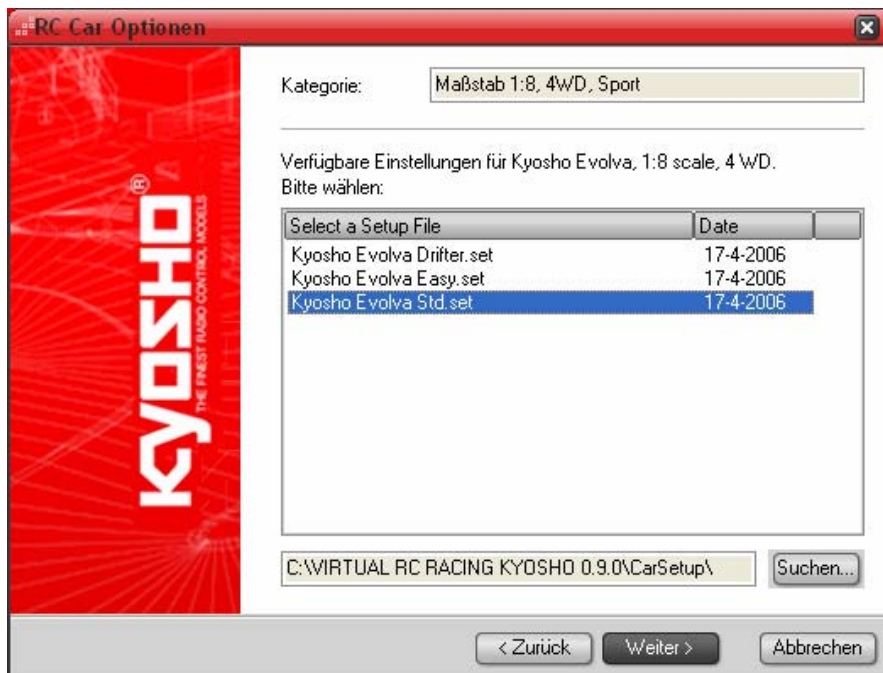 RC Car Optionen
KYOSHO®
THE FINEST RADIO CONTROL MODELS
Kategorie: Maßstab 1:8, 4WD, Sport
Verfügbare Einstellungen für Kyosho Evolva, 1:8 scale, 4 WD.
Bitte wählen:
Select a Setup File Date
Kyosho Evolva Drifter.set 17-4-2006
Kyosho Evolva Easy.set 17-4-2006
Kyosho Evolva Std.set 17-4-2006
C:\VIRTUAL RC RACING KYOSHO 0.9.0\CarSetup\ Suchen...
< Zurück Weiter > Abbrechen